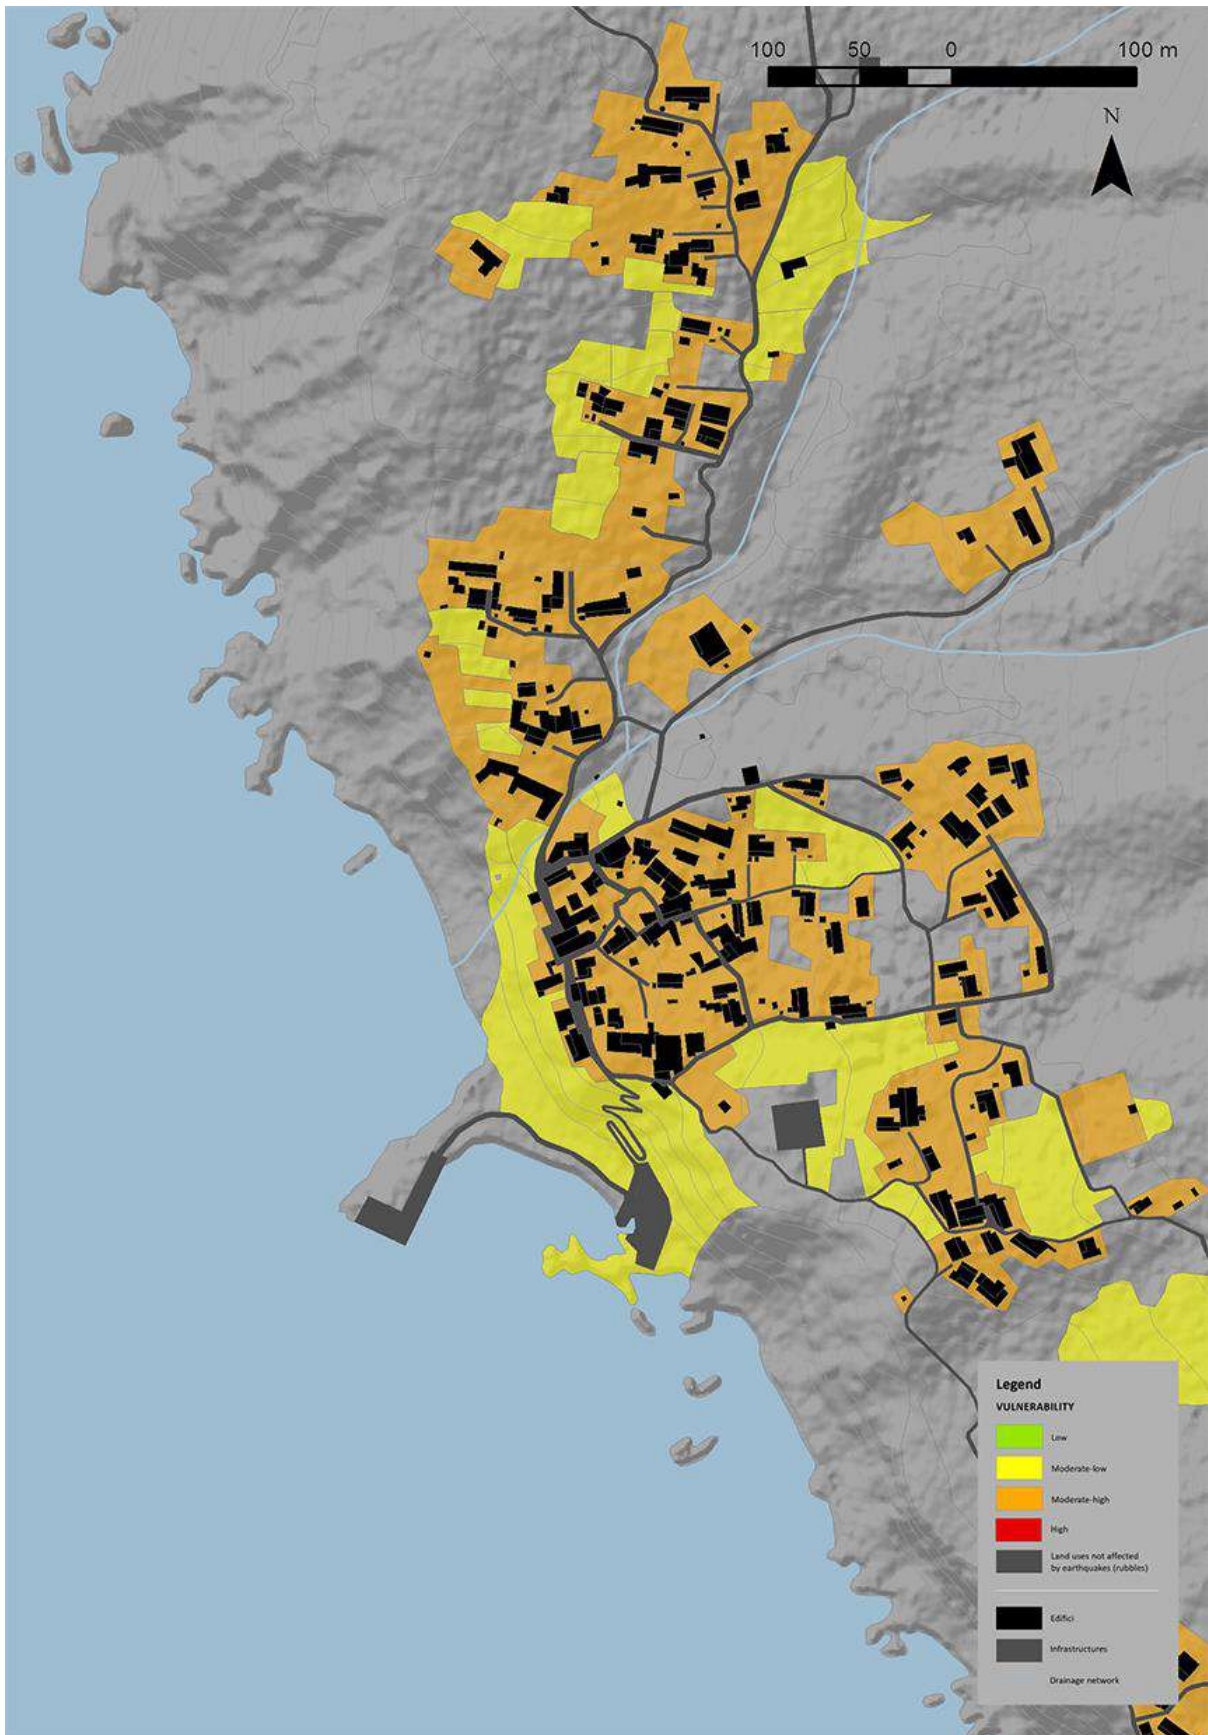 100 50 0 100 m
N
Legend
VULNERABILITY
Low
Moderate-low
Moderate-high
High
Land uses not affected
by earthquakes (rubbles)
Edifici
Infrastructures
Drainage network